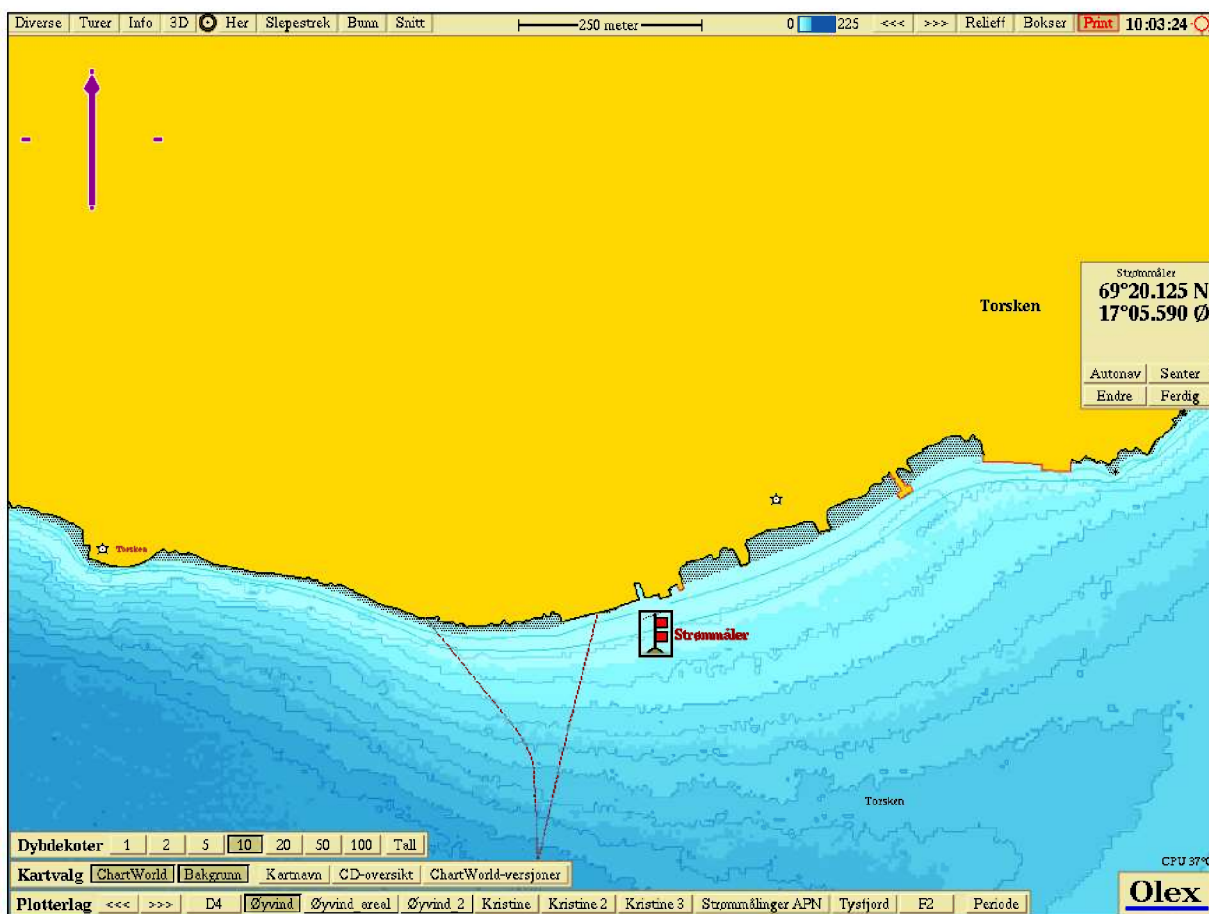 Diverse Turer Info 3D Her Slepestrek Bunn Snitt 250 meter 0 225 <<< >>> Relieff Bokser Print 10:03:24
Strømmåler
69°20.125 N
17°05.590 Ø
Torsken
Autonav Senter
Endre Ferdig
Torsken
Strømmåler
Torsken
Dybdekoter 1 2 5 10 20 50 100 Tall
CPU 37°C
Kartvalg ChartWorld Bakgrunn Kartnavn CD-oversikt ChartWorld-versjoner
Olex
Plotterlag <<< >>> D4 Øyvind Øyvind_areal Øyvind_2 Kristine Kristine 2 Kristine 3 Strømmålinger APN Tysfjord F2 Periode